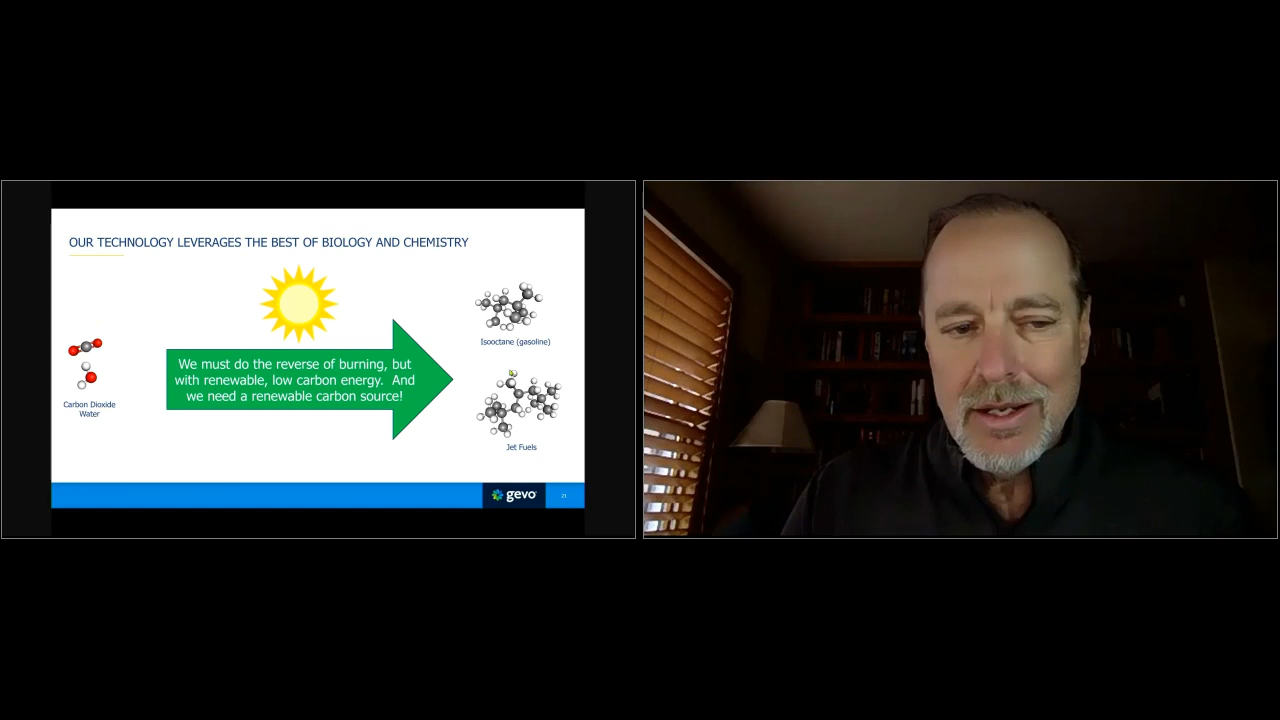 OUR TECHNOLOGY LEVERAGES THE BEST OF BIOLOGY AND CHEMISTRY
We must do the reverse of burning, but
with renewable, low carbon energy.  And
we need a renewable carbon source!
Carbon Dioxide
Water
Isooctane (gasoline)
Jet Fuels
gevo
21